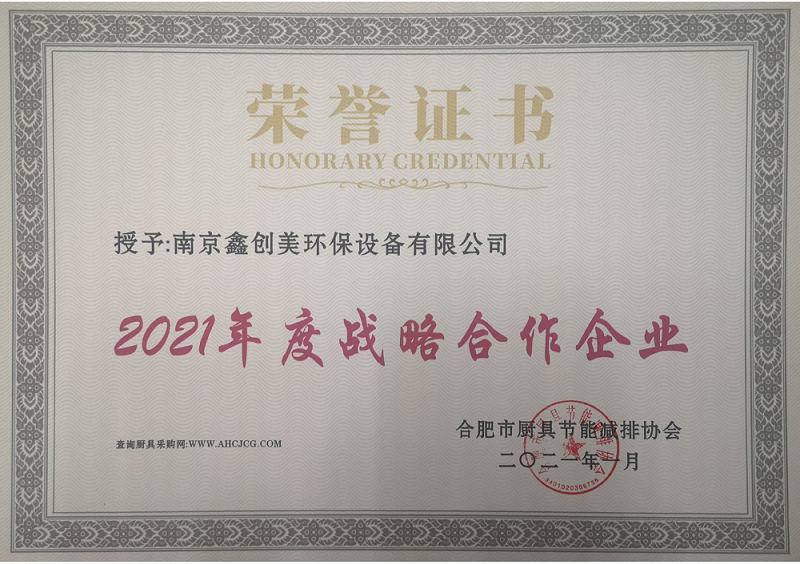 荣誉证书
HONORARY CREDENTIAL
授予:南京鑫创美环保设备有限公司
2021年度战略合作企业
合肥市厨具节能减排协会
查询厨具采购网:WWW.AHCJCG.COM
二〇二一年一月